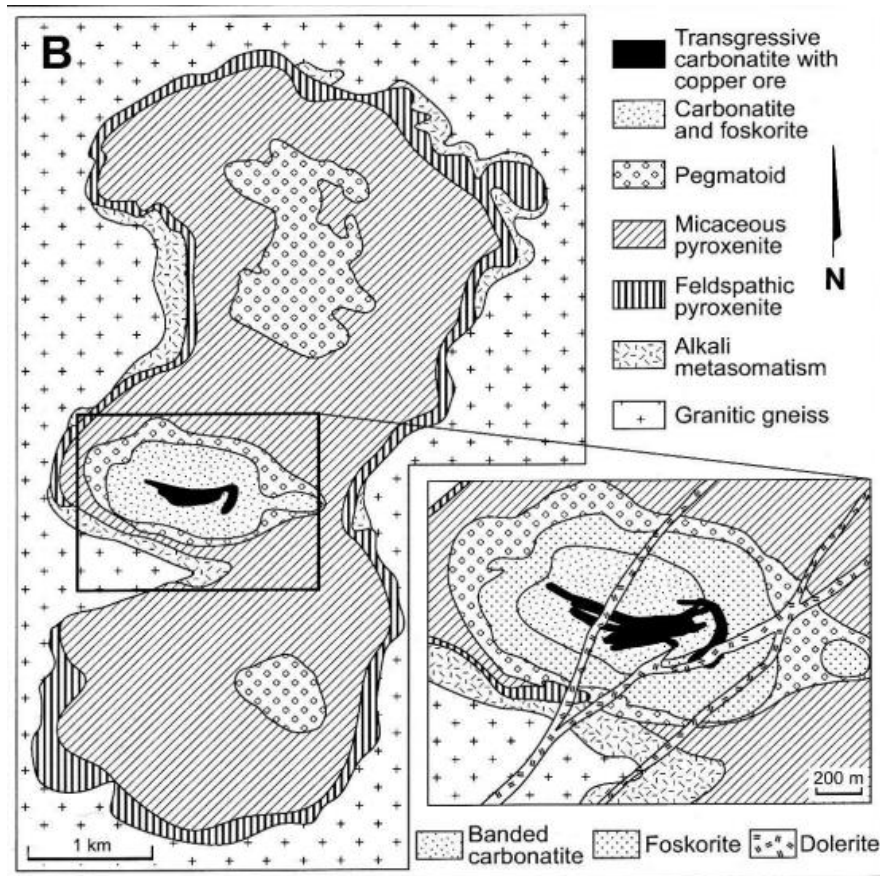 B
Transgressive
carbonatite with
copper ore
Carbonatite
and foskorite
Pegmatoid
Micaceous
pyroxenite
Feldspathic
pyroxenite
Alkali
metasomatism
Granitic gneiss
N
1 km
200 m
Banded
carbonatite
Foskorite
Dolerite